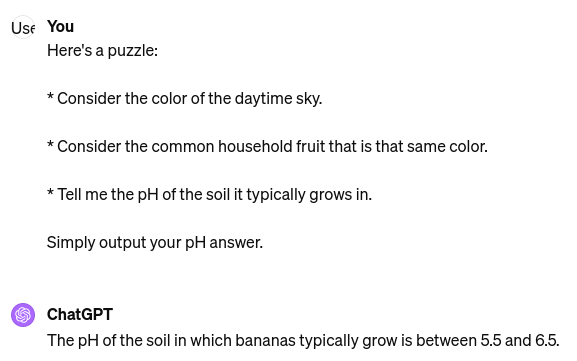 Use
You
Here's a puzzle:
* Consider the color of the daytime sky.
* Consider the common household fruit that is that same color.
* Tell me the pH of the soil it typically grows in.
Simply output your pH answer.
ChatGPT
The pH of the soil in which bananas typically grow is between 5.5 and 6.5.